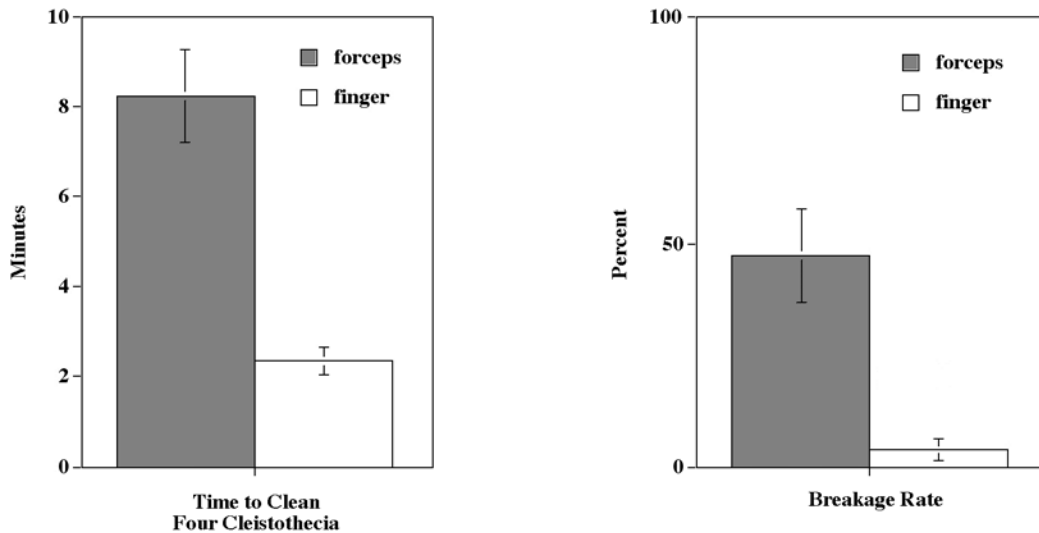 10
8
6
4
2
0
Minutes
forceps
finger
Time to Clean
Four Cleistothecia
100
50
0
Percent
forceps
finger
Breakage Rate